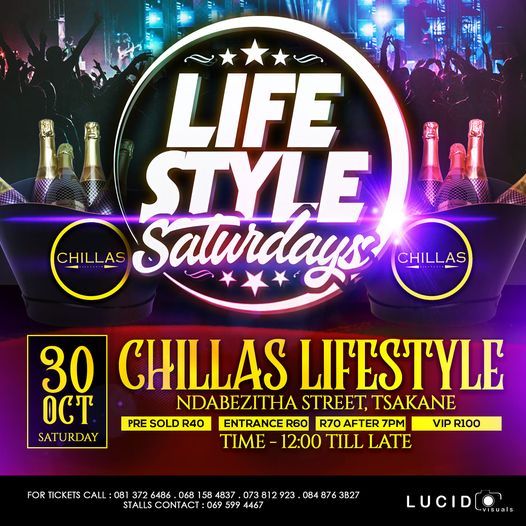 LIFE
STYLE
Saturdays
CHILLAS
CHILLAS
30
OCT
SATURDAY
CHILLAS LIFESTYLE
NDABEZITHA STREET, TSAKANE
PRE SOLD R40 ENTRANCE R60 R70 AFTER 7PM VIP R100
TIME - 12:00 TILL LATE
FOR TICKETS CALL : 081 372 6486 . 068 158 4837 . 073 812 923 . 084 876 3827
STALLS CONTACT : 069 599 4467
LUCID
visuals